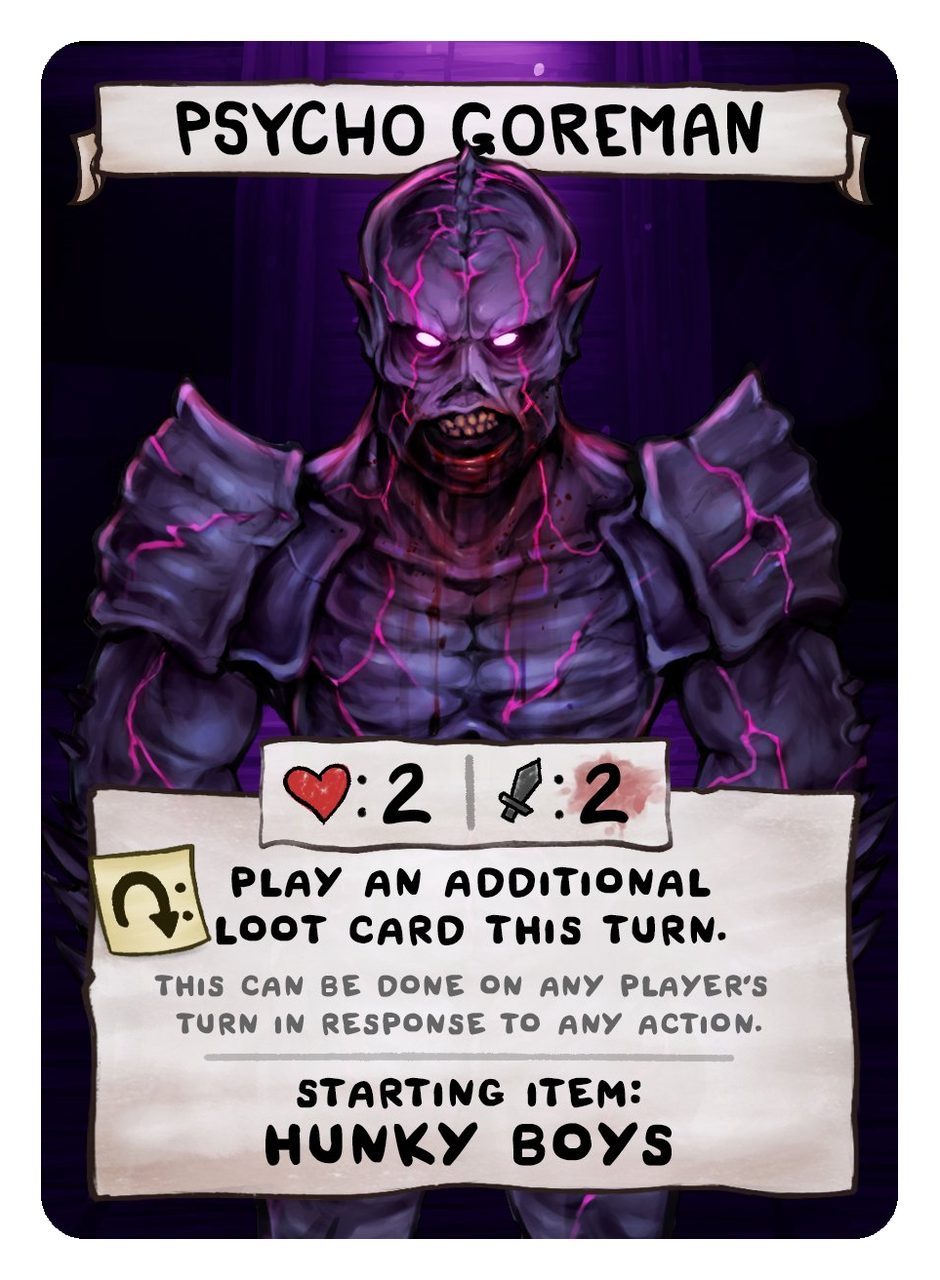 PSYCHO GOREMAN
: 2 | : 2
PLAY AN ADDITIONAL
LOOT CARD THIS TURN.
THIS CAN BE DONE ON ANY PLAYER'S
TURN IN RESPONSE TO ANY ACTION.
STARTING ITEM:
HUNKY BOYS